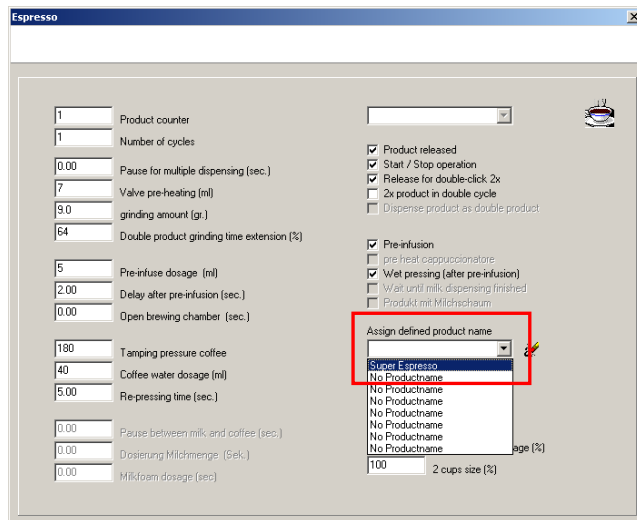 Espresso
1 Product counter
1 Number of cycles
0.00 Pause for multiple dispensing (sec.)
7 Valve pre-heating (ml)
9.0 grinding amount (gr.)
64 Double product grinding time extension (%)
5 Pre-infuse dosage (ml)
2.00 Delay after pre-infusion (sec.)
0.00 Open brewing chamber (sec.)
180 Tamping pressure coffee
40 Coffee water dosage (ml)
5.00 Re-pressing time (sec.)
0.00 Pause between milk and coffee (sec.)
0.00 Dosierung Milchmenge (Sek.)
0.00 Milkfoam dosage (sec)
Product released
Start / Stop operation
Release for double-click 2x
2x product in double cycle
Dispense product as double product
Pre-infusion
pre heat cappuccionatore
Wet pressing (after pre-infusion)
Wait until milk dispensing finished
Produkt mit Milchschaum
Assign defined product name
Super Espresso
No Productname
No Productname
No Productname
No Productname
No Productname
No Productname
No Productname
age (%)
100 2 cups size (%)